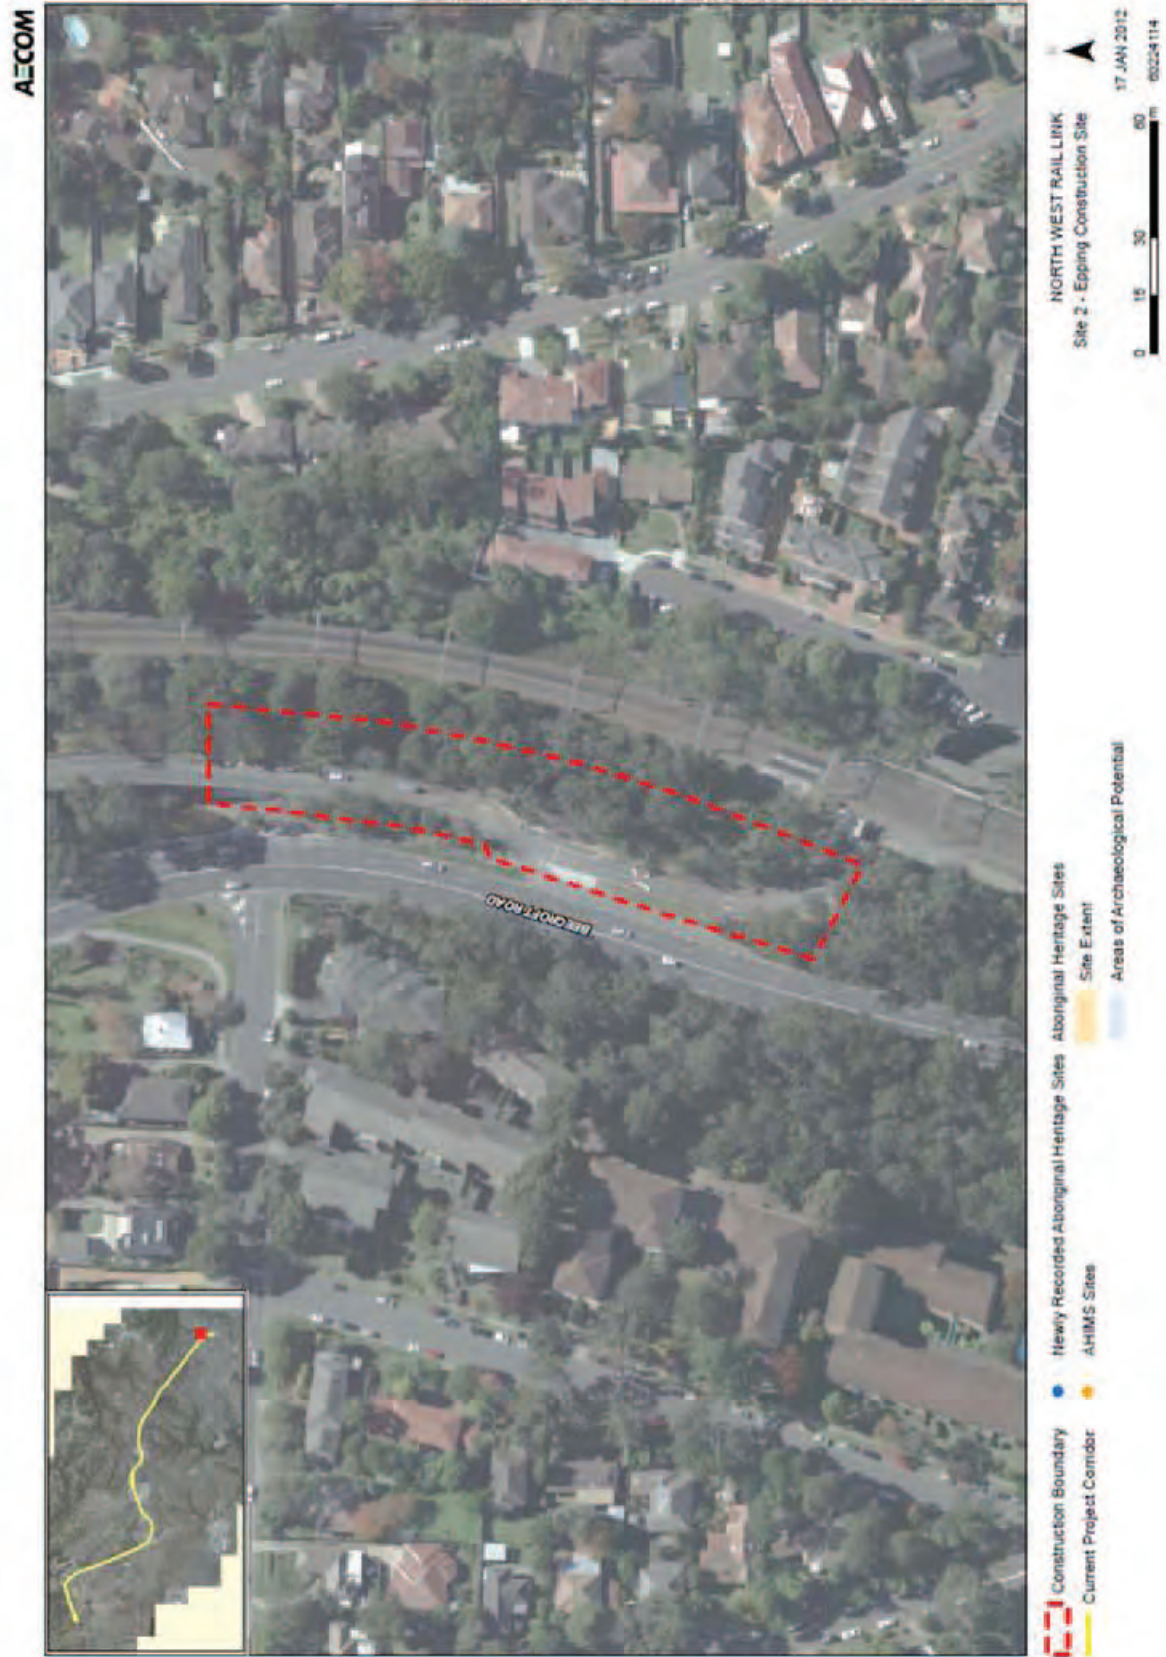 AECOM
BEECROFT ROAD
Construction Boundary
Current Project Corridor
Newly Recorded Aboriginal Heritage Sites
AHIMS Sites
Aboriginal Heritage Sites
Site Extent
Areas of Archaeological Potential
NORTH WEST RAIL LINK
Site 2 - Epping Construction Site
0 15 30 60
m
17 JAN 2012
60224114